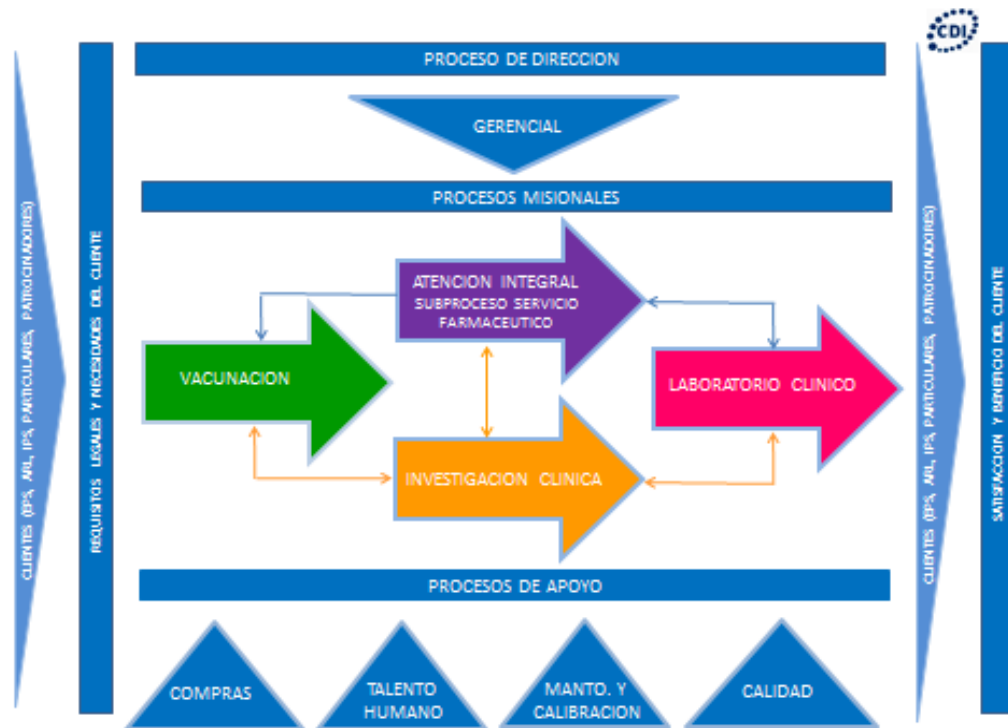 CDI
PROCESO DE DIRECCION
GERENCIAL
PROCESOS MISIONALES
CLIENTES (EPS, ARL, IPS, PARTICULARES, PATROCINADORES)
REQUISITOS LEGALES Y NECESIDADES DEL CLIENTE
ATENCION INTEGRAL
SUBPROCESO SERVICIO
FARMACEUTICO
VACUNACION
LABORATORIO CLINICO
INVESTIGACION CLINICA
CLIENTES (EPS, ARL, IPS, PARTICULARES, PATROCINADORES)
SATISFACCION Y BENEFICIO DEL CLIENTE
PROCESOS DE APOYO
COMPRAS
TALENTO
HUMANO
MANTO. Y
CALIBRACION
CALIDAD